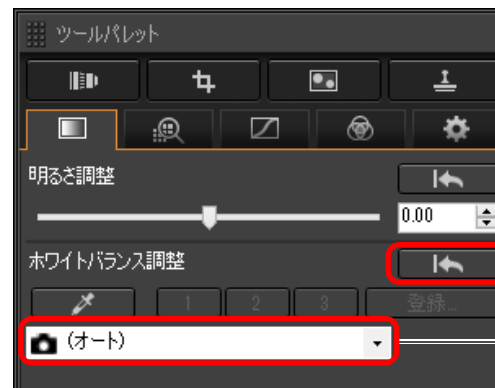 ツールパレット
明るさ調整
0.00
ホワイトバランス調整
1 2 3 登録...
(オート)